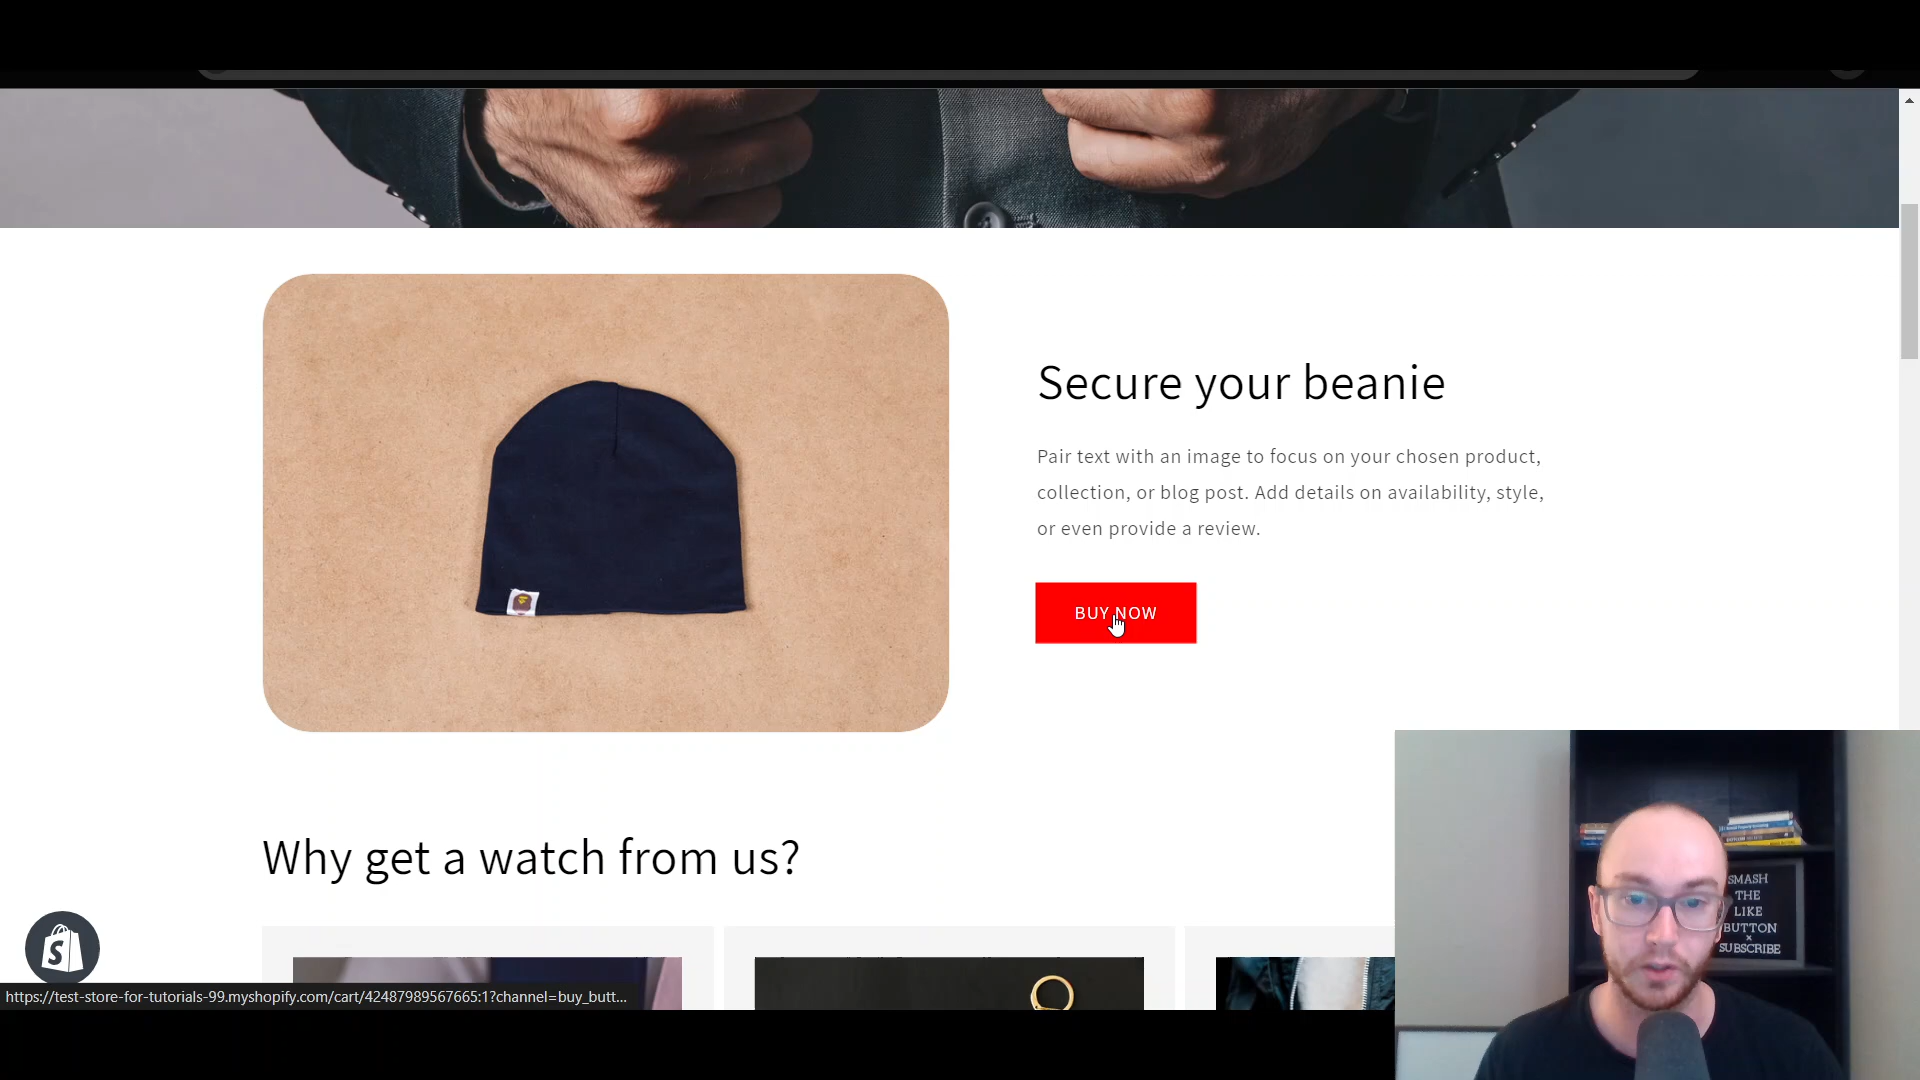 Secure your beanie
Pair text with an image to focus on your chosen product,
collection, or blog post. Add details on availability, style,
or even provide a review.
BUY NOW
Why get a watch from us?
https://test-store-for-tutorials-99.myshopify.com/cart/42487989567665:1?channel=buy_butt...
SMASH
THE
LIKE
BUTTON
×
SUBSCRIBE